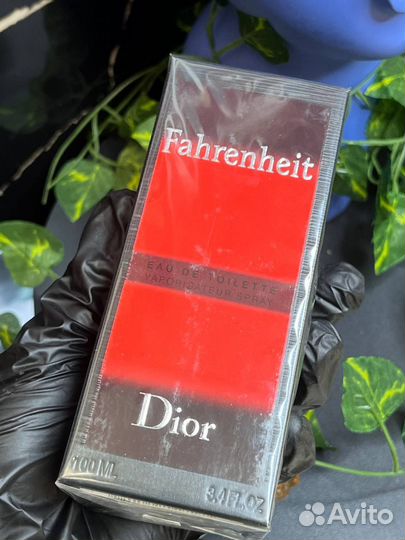 Fahrenheit
EAU DE TOILETTE
VAPORISATEUR SPRAY
Dior
100 ML
3.4 FL.OZ
Avito